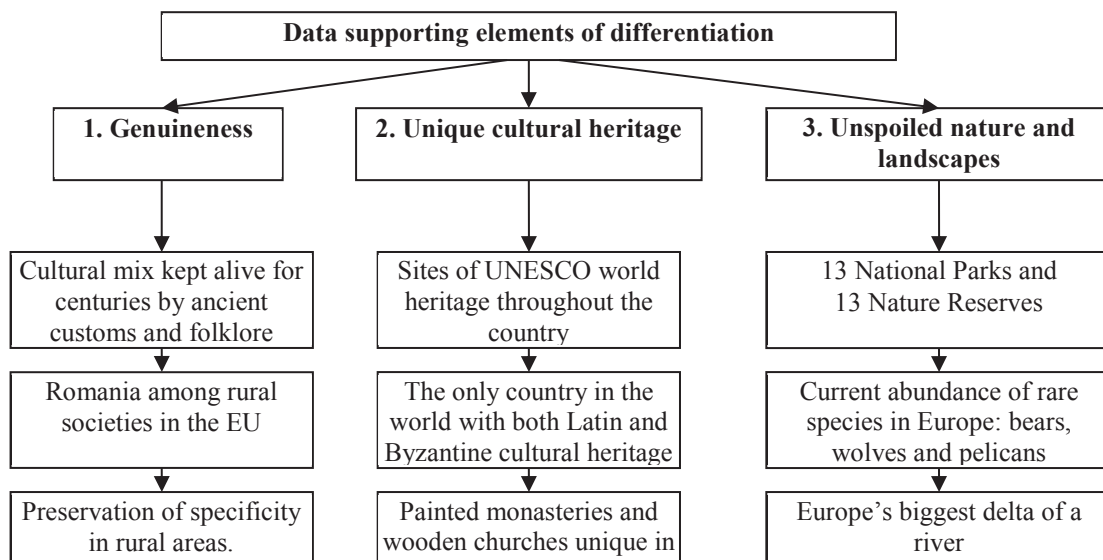 Data supporting elements of differentiation
1. Genuineness
2. Unique cultural heritage
3. Unspoiled nature and
landscapes
Cultural mix kept alive for
centuries by ancient
customs and folklore
Sites of UNESCO world
heritage throughout the
country
13 National Parks and
13 Nature Reserves
Romania among rural
societies in the EU
The only country in the
world with both Latin and
Byzantine cultural heritage
Current abundance of rare
species in Europe: bears,
wolves and pelicans
Preservation of specificity
in rural areas.
Painted monasteries and
wooden churches unique in
Europe’s biggest delta of a
river